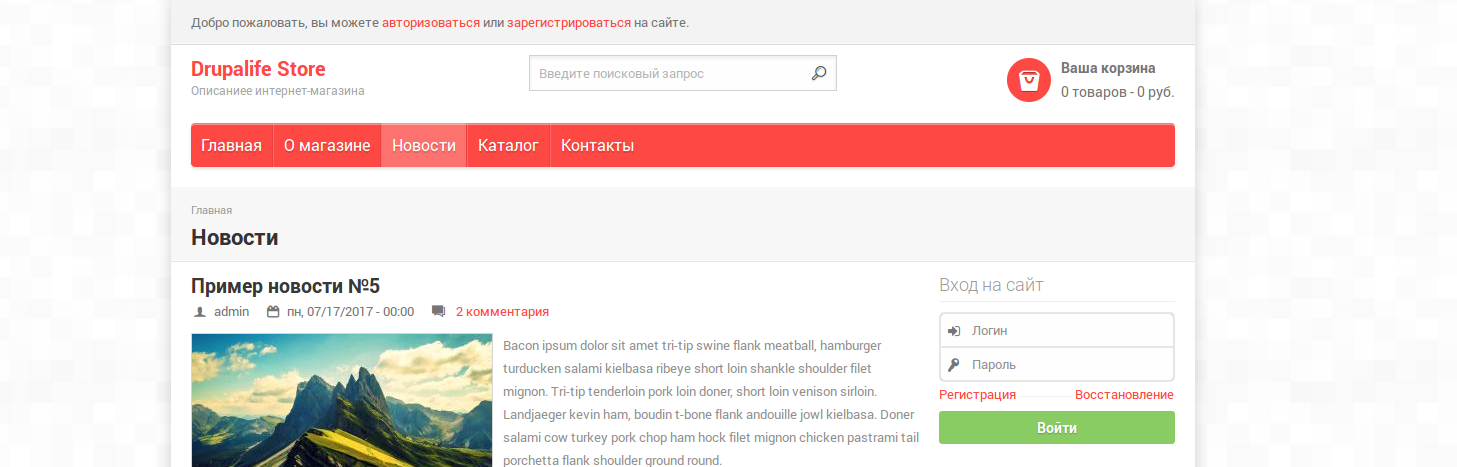 Добро пожаловать, вы можете авторизоваться или зарегистрироваться на сайте.
Drupalife Store
Описаниее интернет-магазина
Введите поисковый запрос
Ваша корзина
0 товаров - 0 руб.
Главная О магазине Новости Каталог Контакты
Главная
Новости
Пример новости №5
admin пн, 07/17/2017 - 00:00 2 комментария
Bacon ipsum dolor sit amet tri-tip swine flank meatball, hamburger
turducken salami kielbasa ribeye short loin shankle shoulder filet
mignon. Tri-tip tenderloin pork loin doner, short loin venison sirloin.
Landjaeger kevin ham, boudin t-bone flank andouille jowl kielbasa. Doner
salami cow turkey pork chop ham hock filet mignon chicken pastrami tail
porchetta flank shoulder ground round.
Вход на сайт
Логин
Пароль
Регистрация Восстановление
Войти